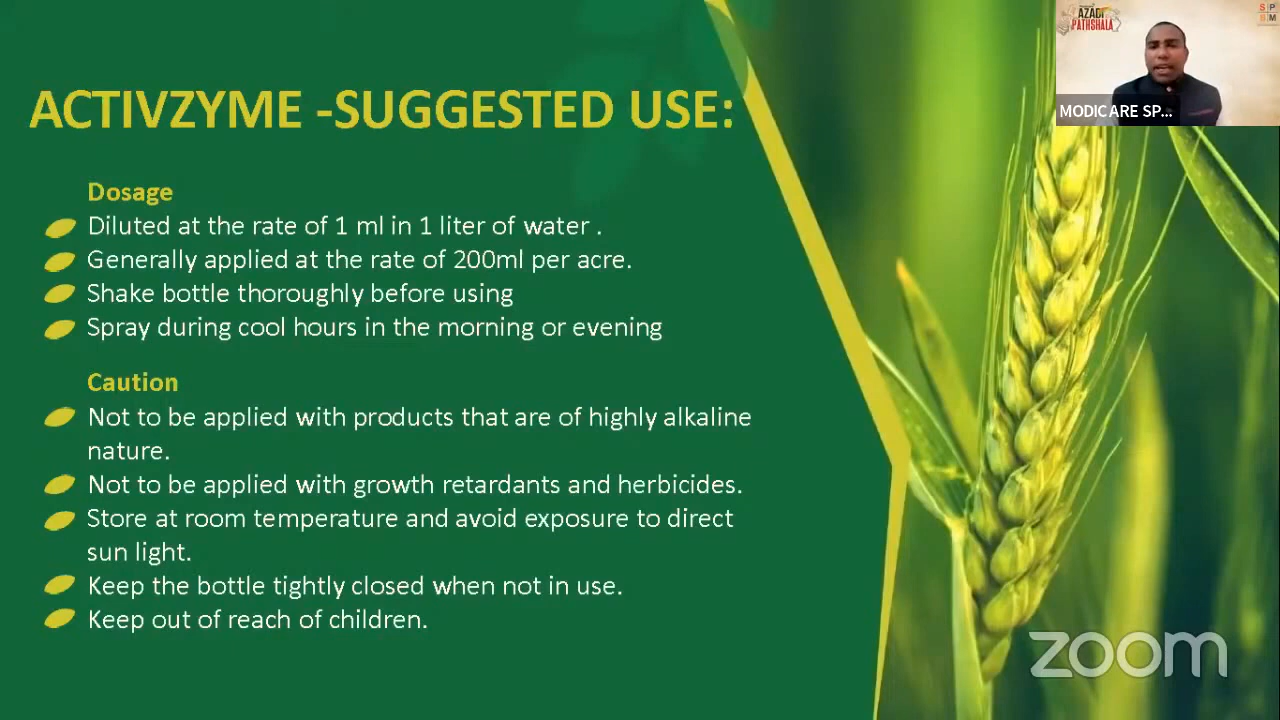 ACTIVZYME -SUGGESTED USE:
Dosage
Diluted at the rate of 1 ml in 1 liter of water .
Generally applied at the rate of 200ml per acre.
Shake bottle thoroughly before using
Spray during cool hours in the morning or evening
Caution
Not to be applied with products that are of highly alkaline
nature.
Not to be applied with growth retardants and herbicides.
Store at room temperature and avoid exposure to direct
sun light.
Keep the bottle tightly closed when not in use.
Keep out of reach of children.
AZADI
PATHSHALA
S P
B M
MODICARE SP...
zoom